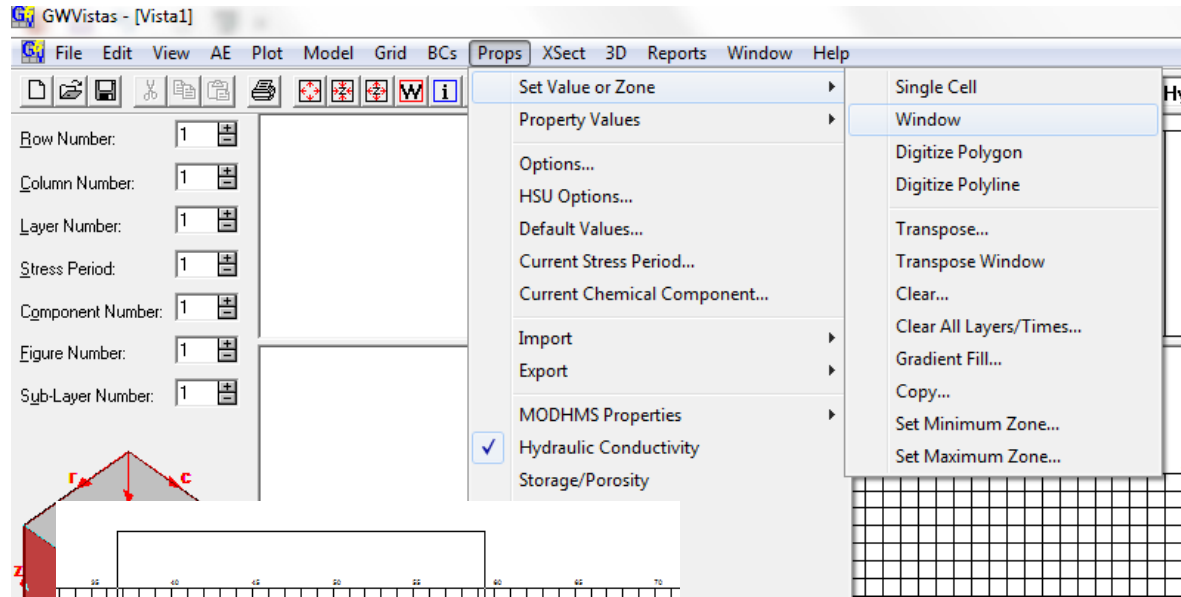 GWVistas - [Vista1]
File Edit View AE Plot Model Grid BCs Props XSect 3D Reports Window Help
W i
Row Number: 1
Column Number: 1
Layer Number: 1
Stress Period: 1
Component Number: 1
Figure Number: 1
Sub-Layer Number: 1
r c
z
Set Value or Zone
Property Values
Options...
HSU Options...
Default Values...
Current Stress Period...
Current Chemical Component...
Import
Export
MODHMS Properties
Hydraulic Conductivity
Storage/Porosity
Single Cell
Window
Digitize Polygon
Digitize Polyline
Transpose...
Transpose Window
Clear...
Clear All Layers/Times...
Gradient Fill...
Copy...
Set Minimum Zone...
Set Maximum Zone...
Hy
35 40 45 50 55 60 65 70